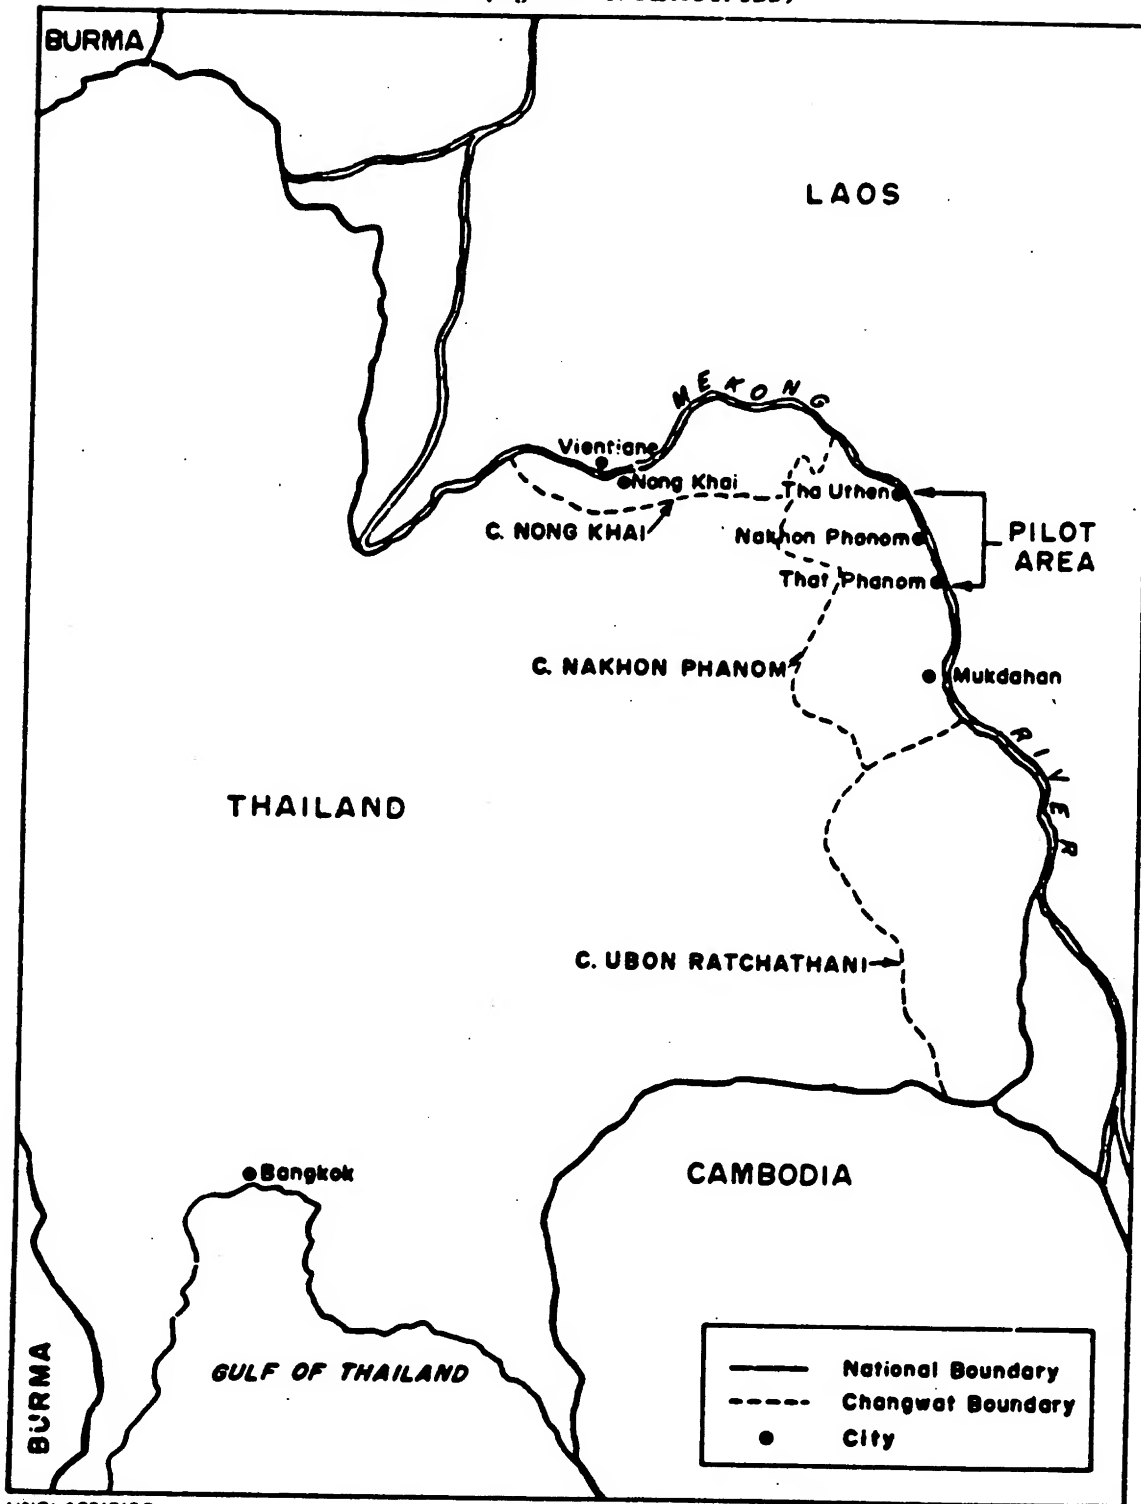 BURMA
LAOS
MEKONG
Vientiane
Nong Khai
Tha Uthen
C. NONG KHAI
Nakhon Phanom
PILOT
AREA
That Phanom
C. NAKHON PHANOM
Mukdahan
RIVER
THAILAND
C. UBON RATCHATHANI
Bangkok
CAMBODIA
GULF OF THAILAND
BURMA
National Boundary
Changwat Boundary
City